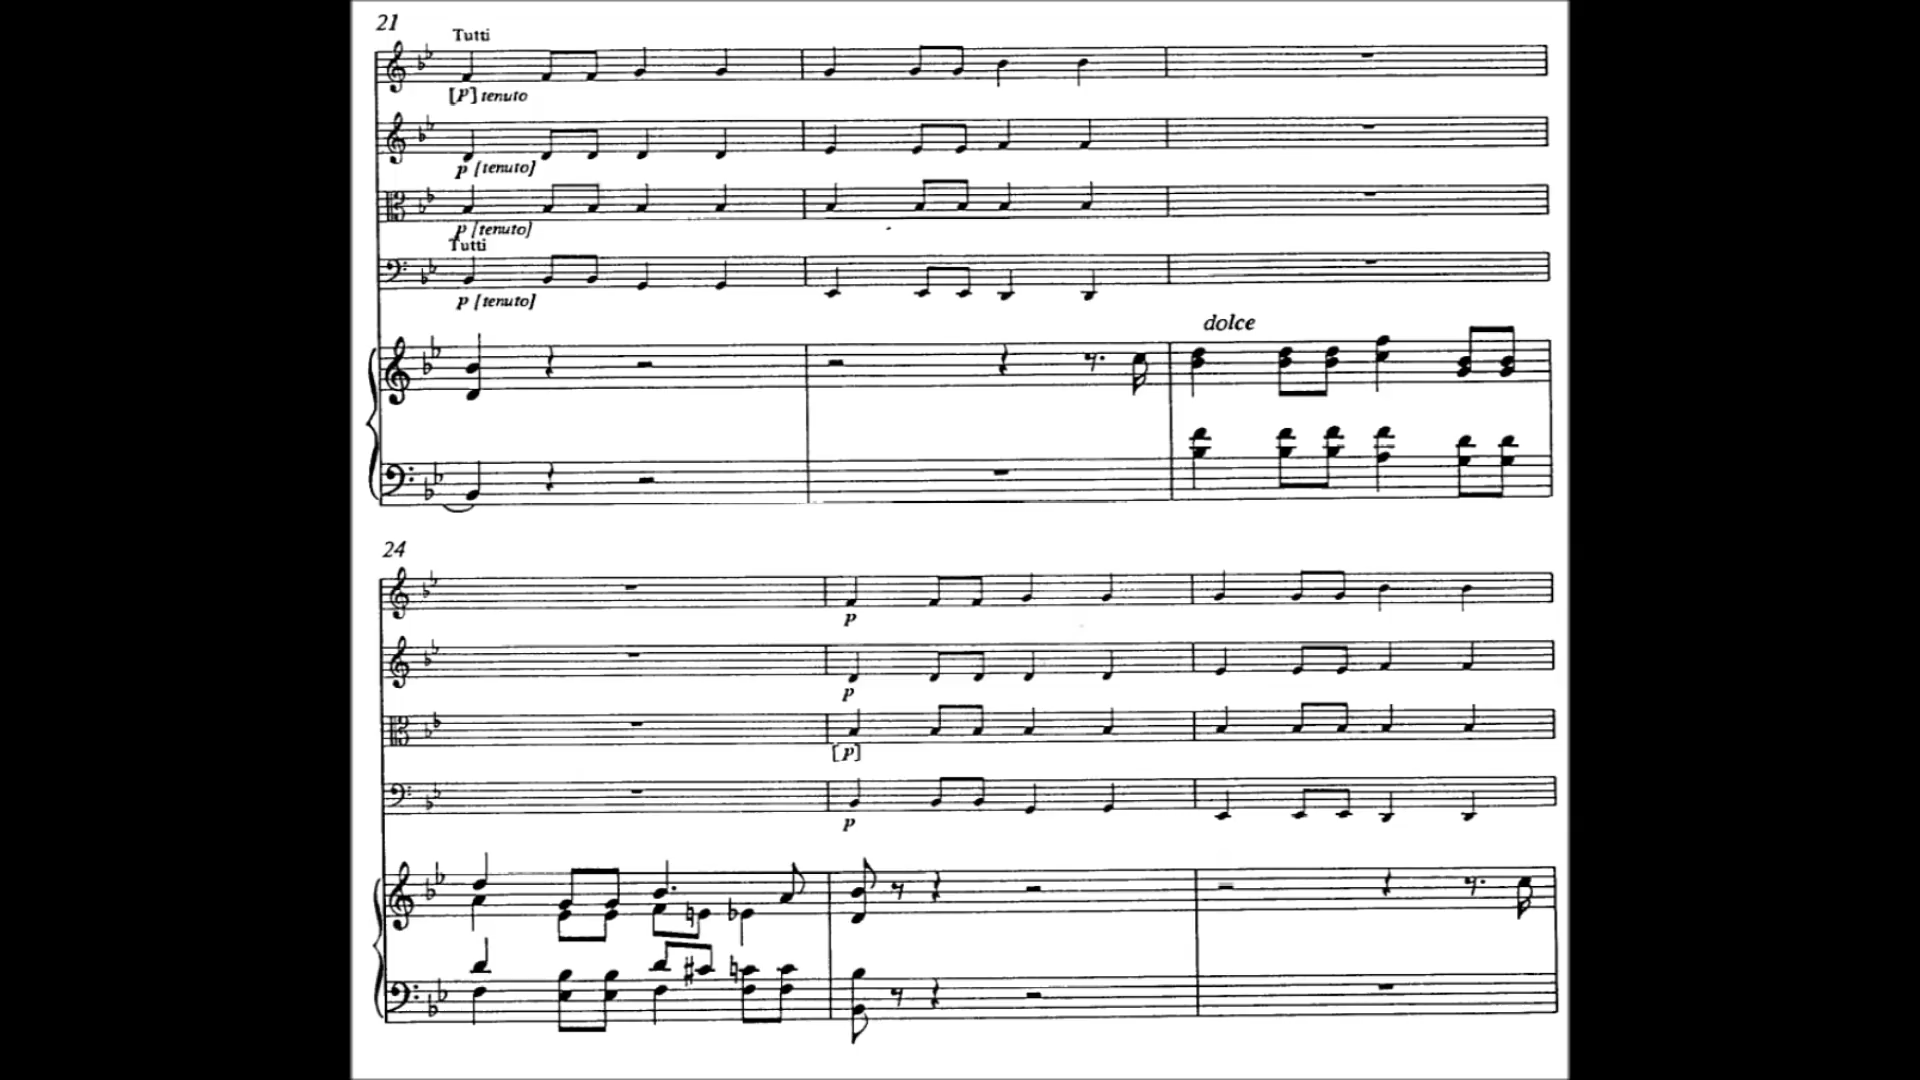 21
Tutti
[p] tenuto
p [tenuto]
p [tenuto]
Tutti
p [tenuto]
dolce
24
p
p
[p]
p